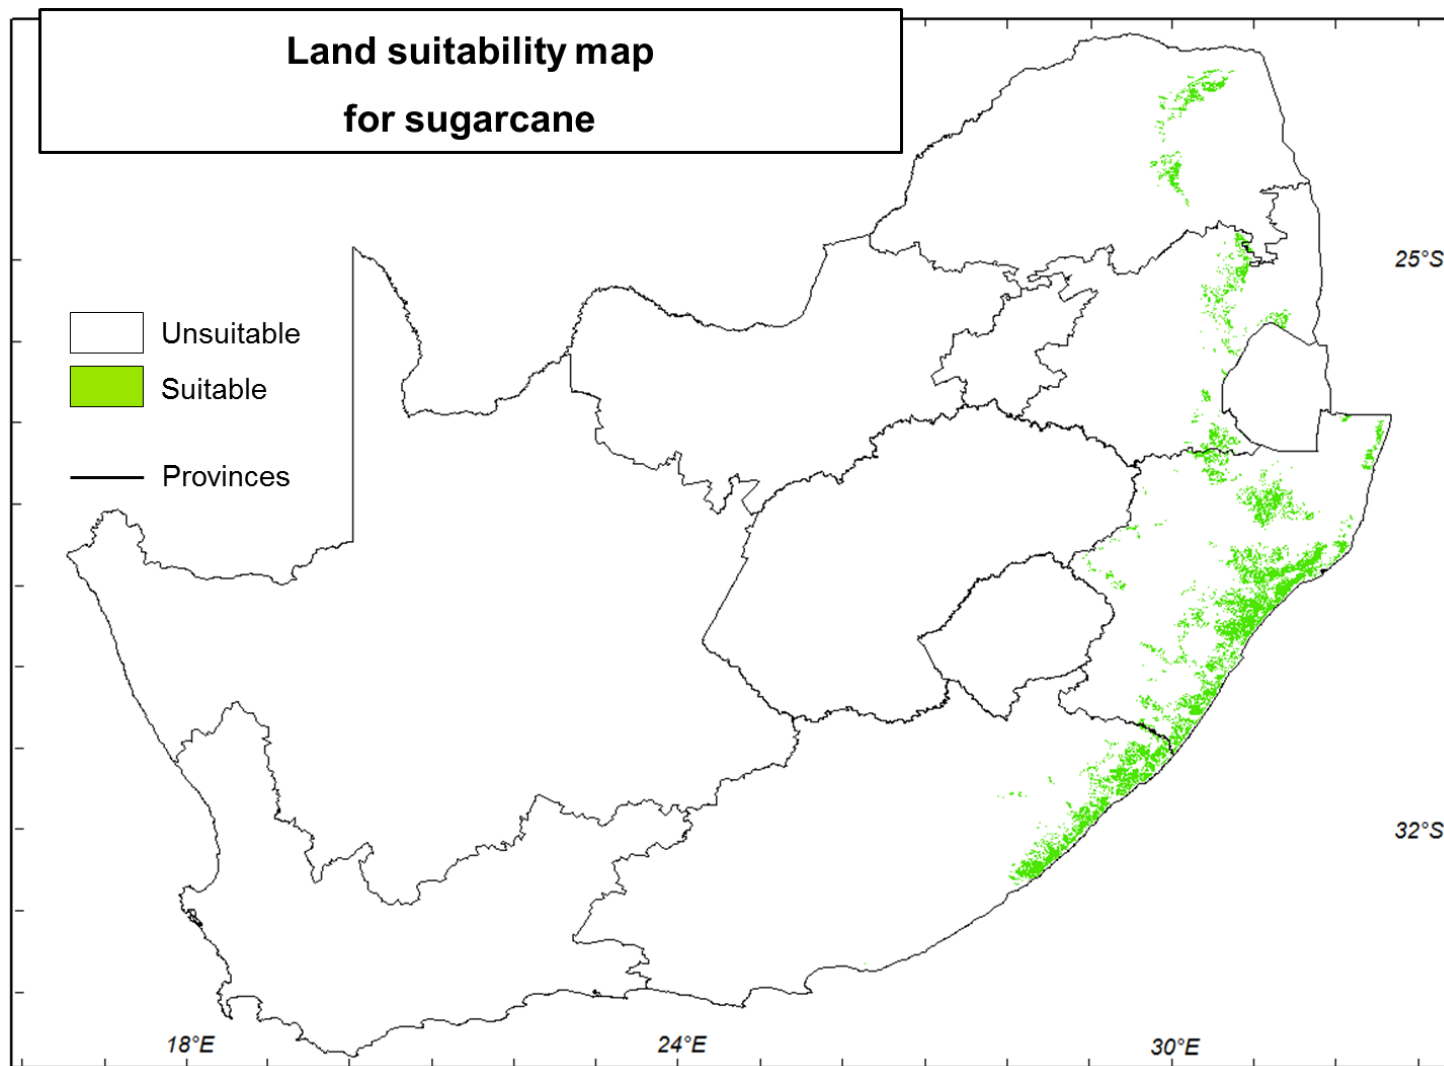 Land suitability map
for sugarcane
25°S
Unsuitable
Suitable
Provinces
32°S
18°E
24°E
30°E